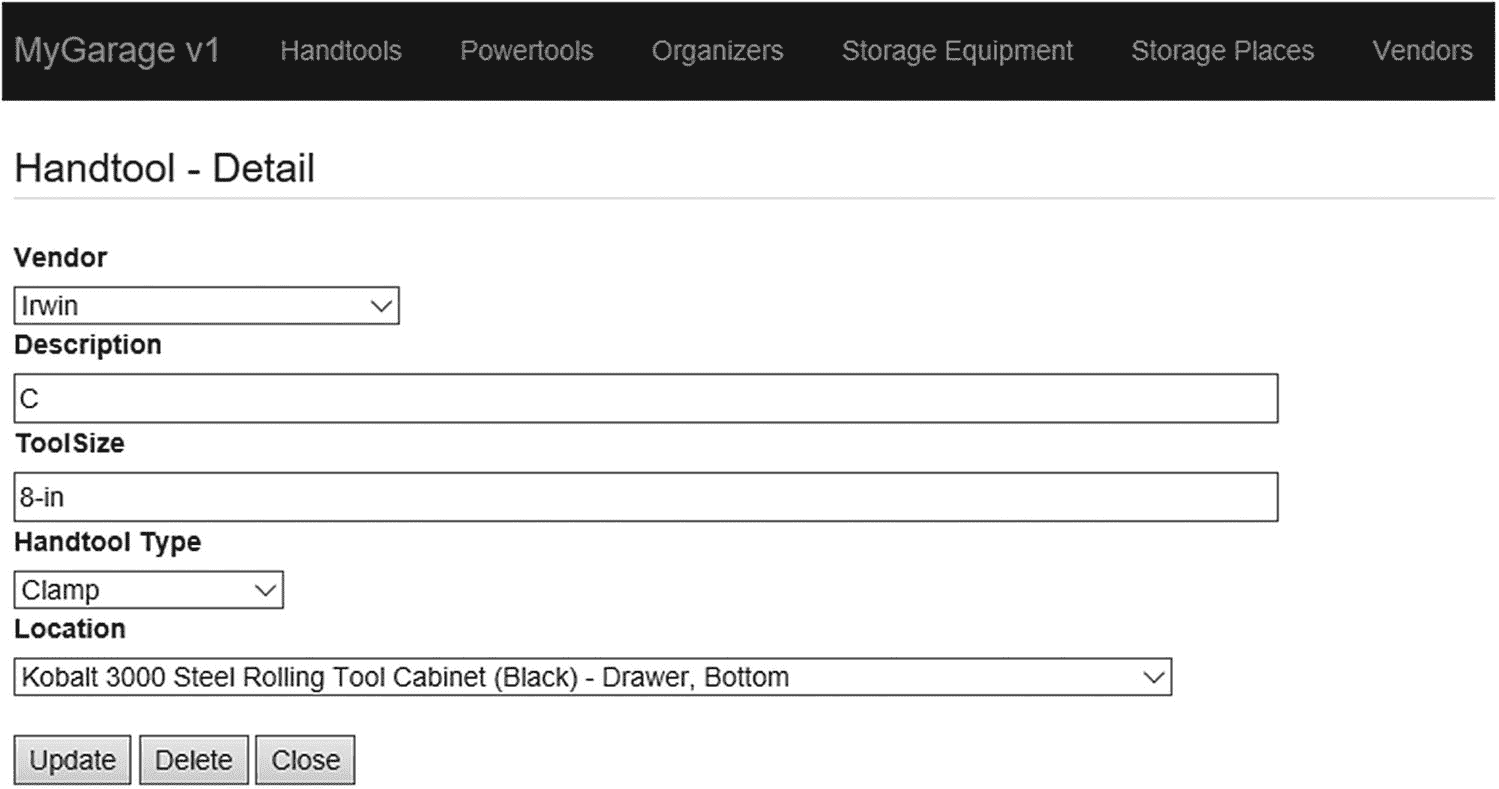 MyGarage v1 Handtools Powertools Organizers Storage Equipment Storage Places Vendors
Handtool - Detail
Vendor
Irwin
Description
C
ToolSize
8-in
Handtool Type
Clamp
Location
Kobalt 3000 Steel Rolling Tool Cabinet (Black) - Drawer, Bottom
Update Delete Close